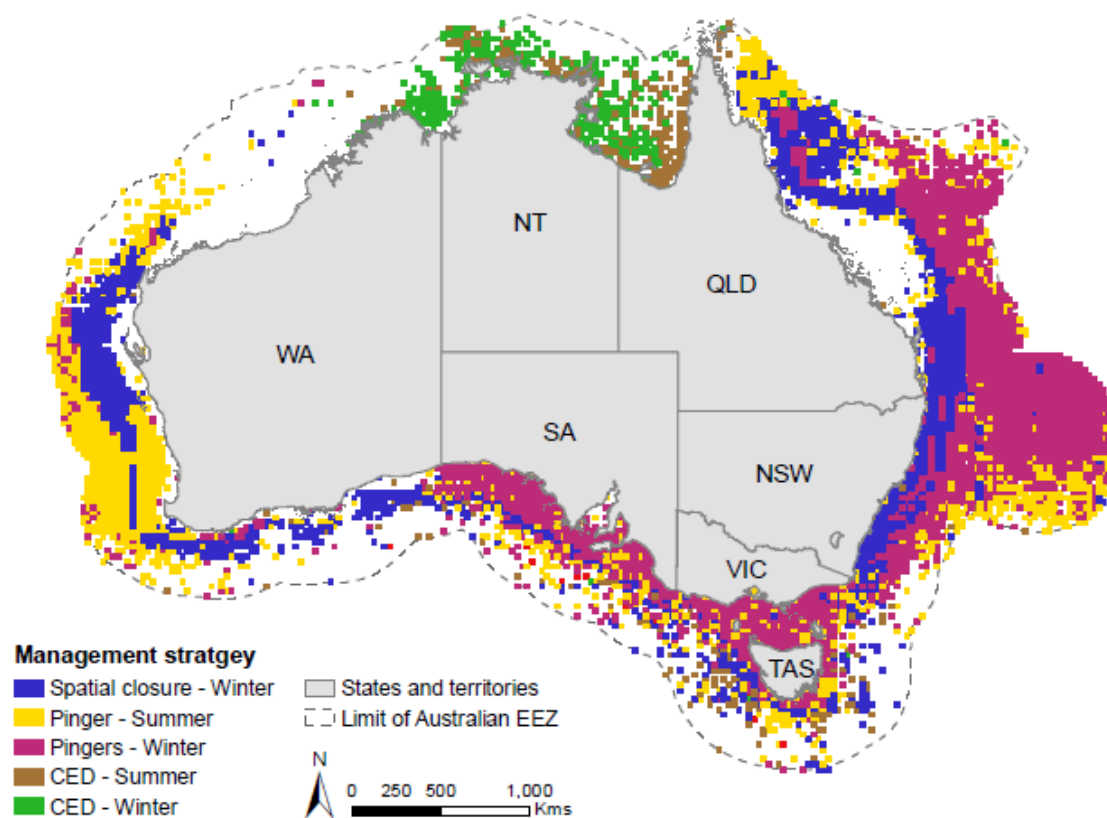 NT
QLD
WA
SA
NSW
VIC
TAS
Management stratgey
Spatial closure - Winter
Pinger - Summer
Pingers - Winter
CED - Summer
CED - Winter
States and territories
Limit of Australian EEZ
N
0 250 500 1,000
Kms